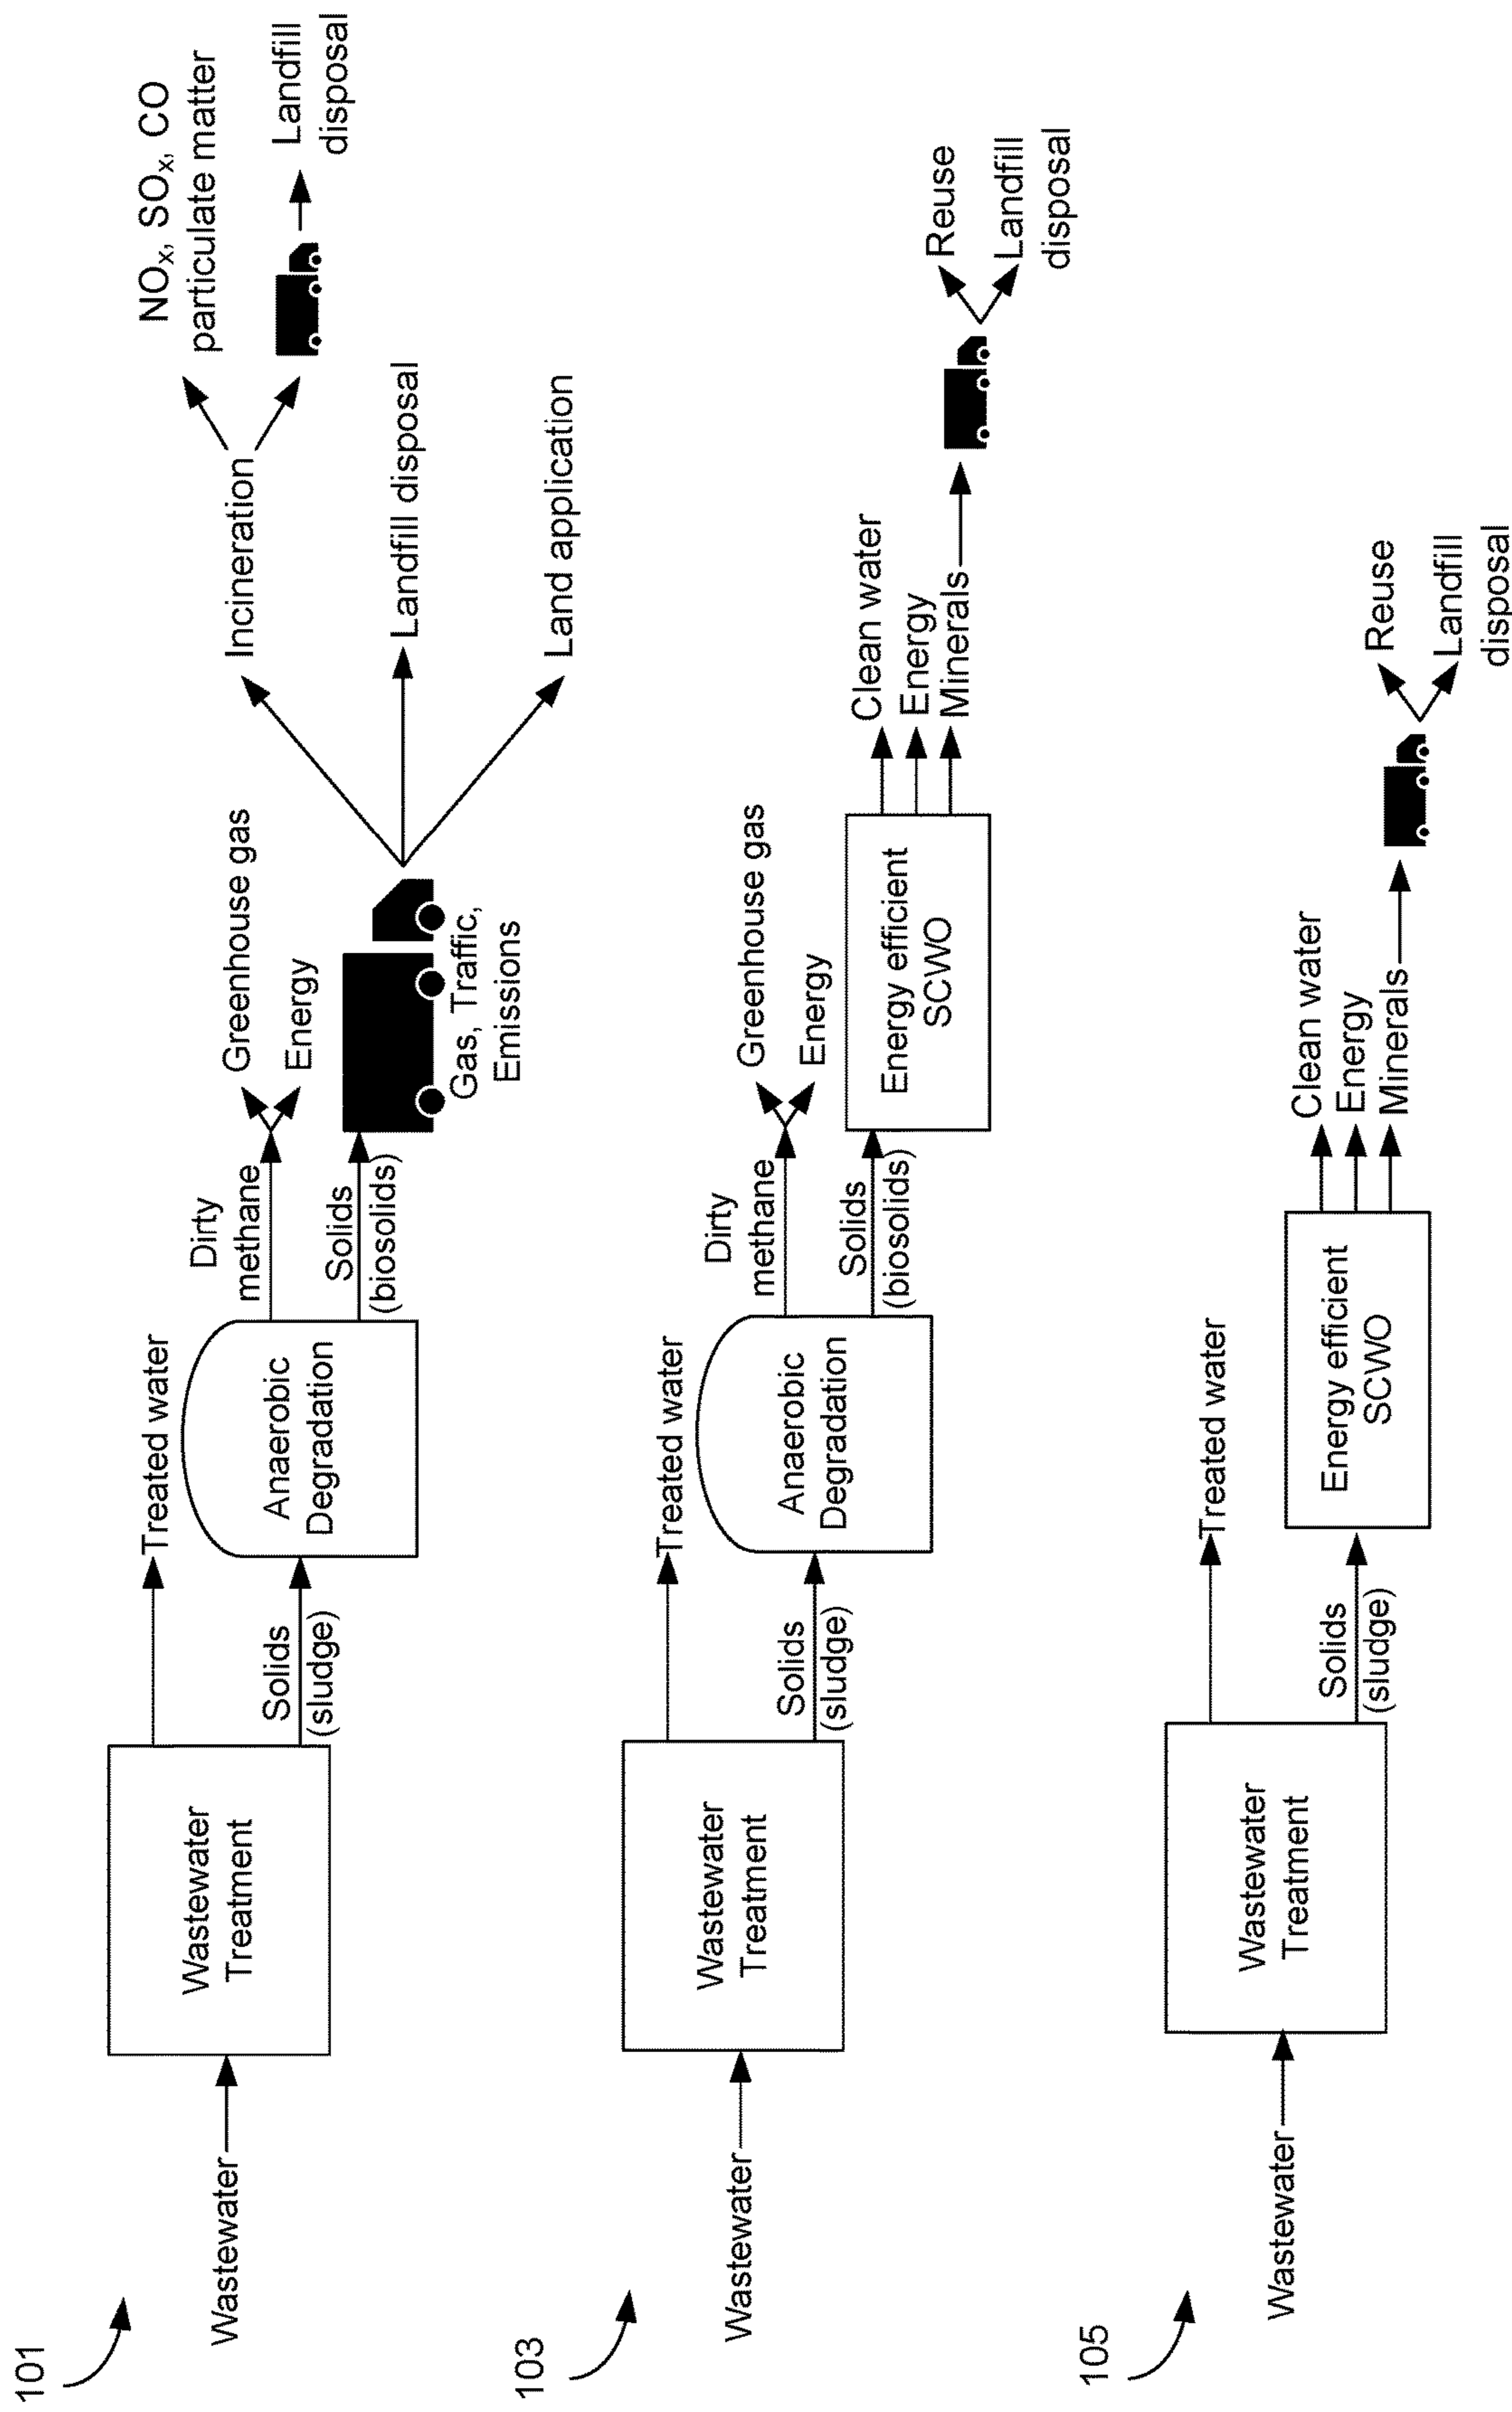 101
Wastewater
Wastewater
Treatment
Treated water
Solids
(sludge)
Anaerobic
Degradation
Dirty
methane
Greenhouse gas
Energy
Solids
(biosolids)
Gas, Traffic,
Emissions
Incineration
NOx, SOx, CO
particulate matter
Landfill
disposal
Landfill disposal
Land application
103
Wastewater
Wastewater
Treatment
Treated water
Solids
(sludge)
Anaerobic
Degradation
Dirty
methane
Greenhouse gas
Energy
Solids
(biosolids)
Energy efficient
SCWO
Clean water
Energy
Minerals
Reuse
Landfill
disposal
105
Wastewater
Wastewater
Treatment
Treated water
Solids
(sludge)
Energy efficient
SCWO
Clean water
Energy
Minerals
Reuse
Landfill
disposal